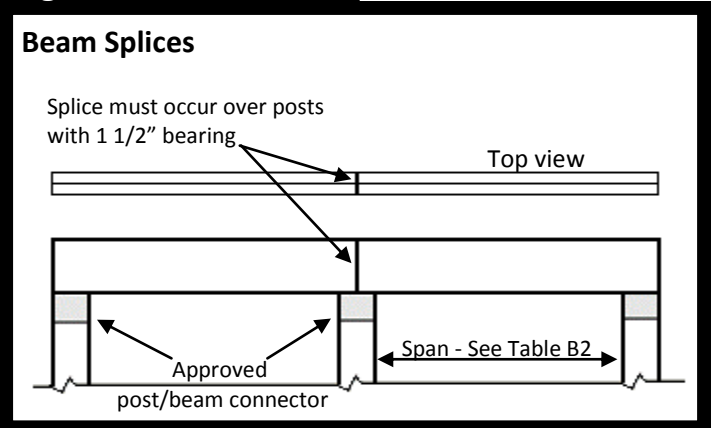 Beam Splices
Splice must occur over posts
with 1 1/2” bearing
Top view
Span - See Table B2
Approved
post/beam connector